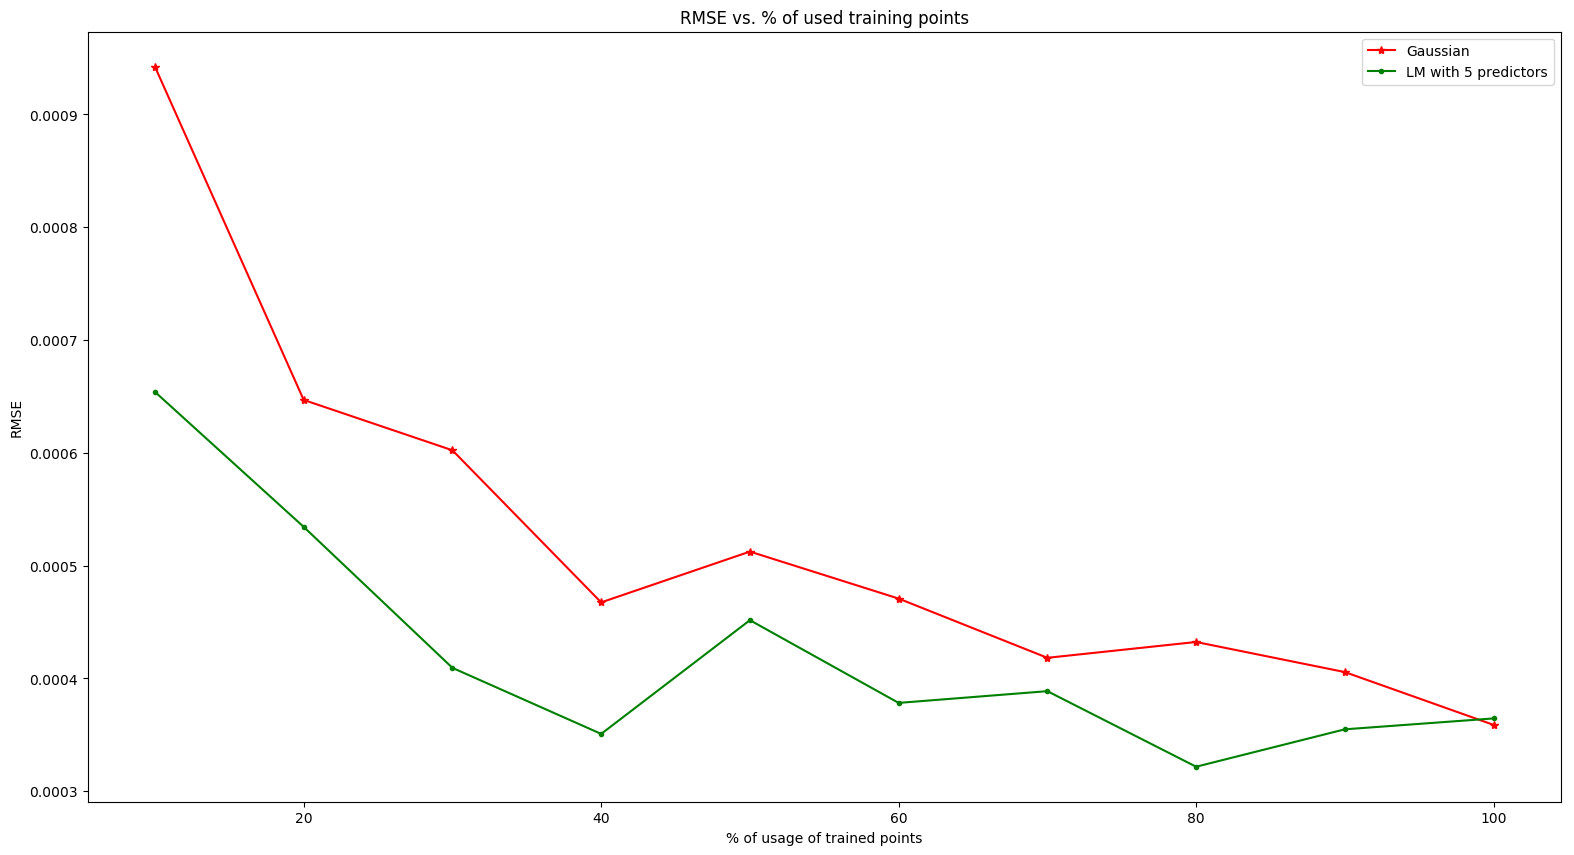 RMSE vs. % of used training points
Gaussian
LM with 5 predictors
0.0009
0.0008
0.0007
0.0006
0.0005
0.0004
0.0003
RMSE
20
40
60
80
100
% of usage of trained points